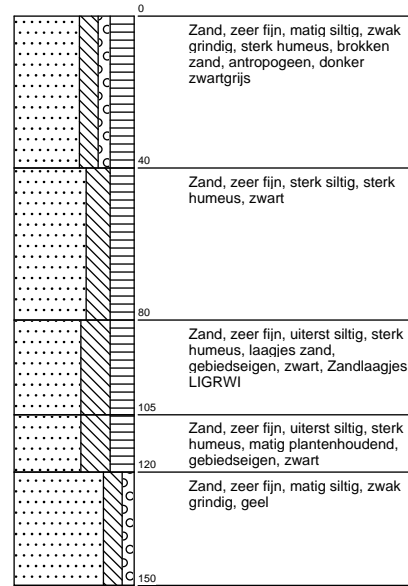 0
Zand, zeer fijn, matig siltig, zwak
grindig, sterk humeus, brokken
zand, antropogeen, donker
zwartgrijs
40
Zand, zeer fijn, sterk siltig, sterk
humeus, zwart
80
Zand, zeer fijn, uiterst siltig, sterk
humeus, laagjes zand,
gebiedseigen, zwart, Zandlaagjes
LIGRWI
105
Zand, zeer fijn, uiterst siltig, sterk
humeus, matig plantenhoudend,
gebiedseigen, zwart
120
Zand, zeer fijn, matig siltig, zwak
grindig, geel
150